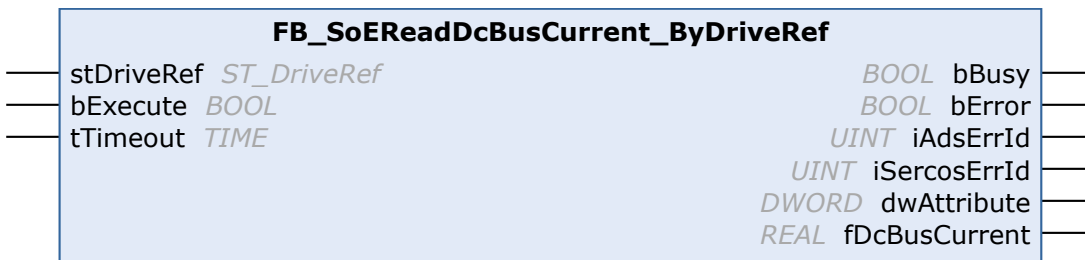 FB_SoEReadDcBusCurrent_ByDriveRef
stDriveRef ST_DriveRef BOOL bBusy
bExecute BOOL BOOL bError
tTimeout TIME UINT iAdsErrId
UINT iSercosErrId
DWORD dwAttribute
REAL fDcBusCurrent